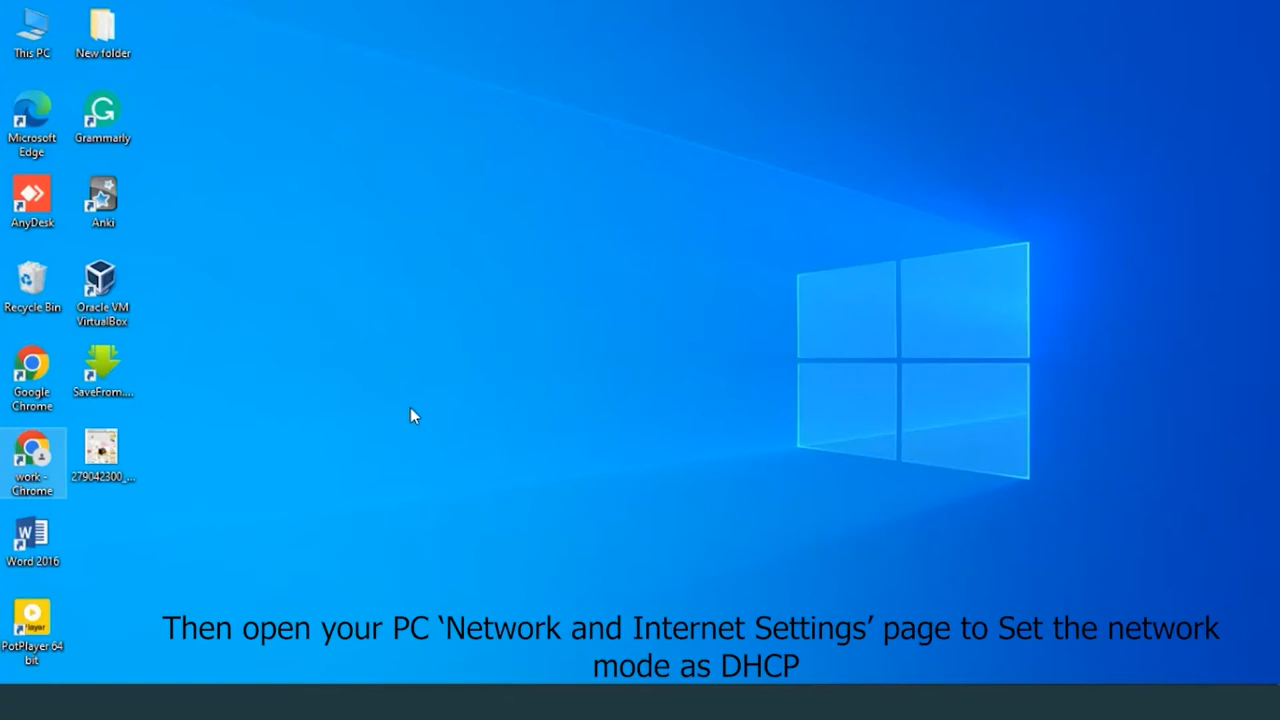 This PC
New folder
Microsoft
Edge
Grammarly
AnyDesk
Anki
Recycle Bin
Oracle VM
VirtualBox
Google
Chrome
SaveFrom....
work -
Chrome
279042300_...
Word 2016
PotPlayer 64
bit
Then open your PC ‘Network and Internet Settings’ page to Set the network
mode as DHCP